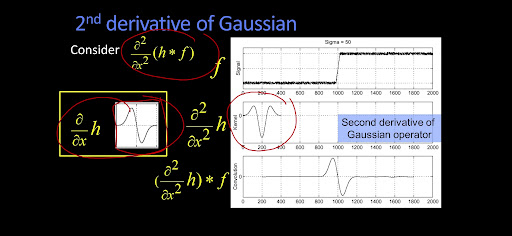 2nd derivative of Gaussian
Consider ∂²/∂x² (h * f)
Sigma = 50
f
Signal
0 200 400 600 800 1000 1200 1400 1600 1800 2000
∂/∂x h
∂²/∂x² h
Kernel
0
Second derivative of
Gaussian operator
0 200 400 600 800 1000 1200 1400 1600 1800 2000
(∂²/∂x² h) * f
Convolution
0
0 200 400 600 800 1000 1200 1400 1600 1800 2000